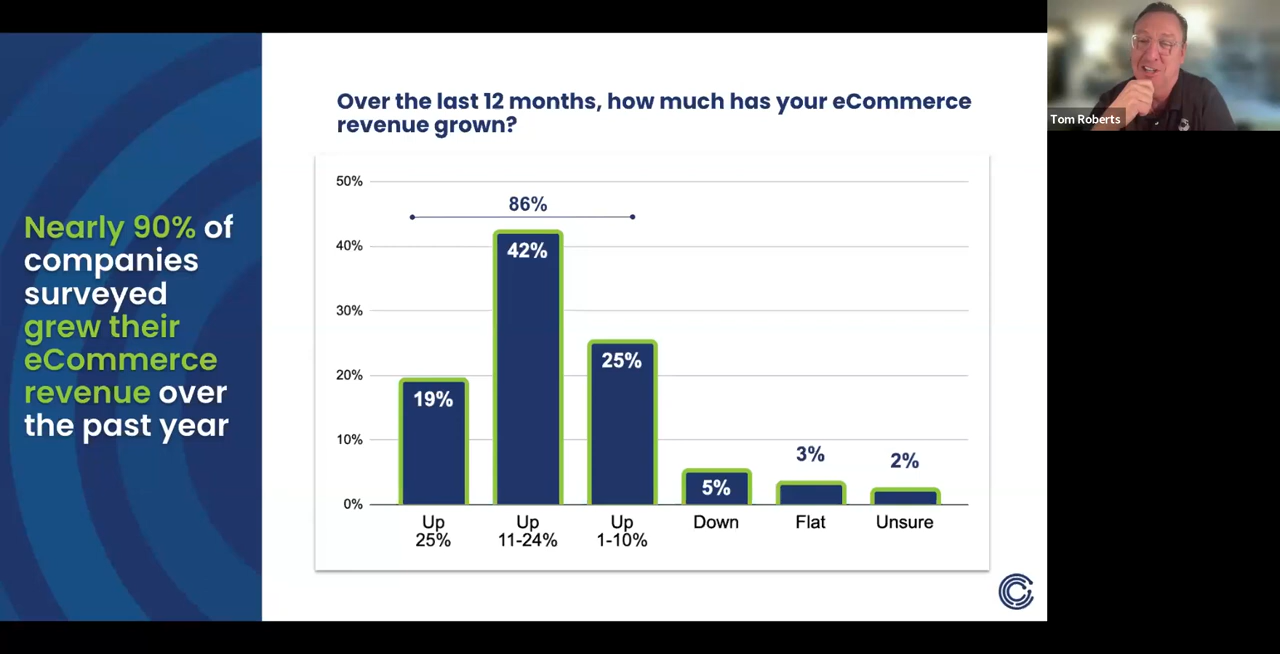 Nearly 90% of
companies
surveyed
grew their
eCommerce
revenue over
the past year
Over the last 12 months, how much has your eCommerce
revenue grown?
50%
40%
30%
20%
10%
0%
86%
19%
42%
25%
5%
3%
2%
Up
25%
Up
11-24%
Up
1-10%
Down
Flat
Unsure
Tom Roberts